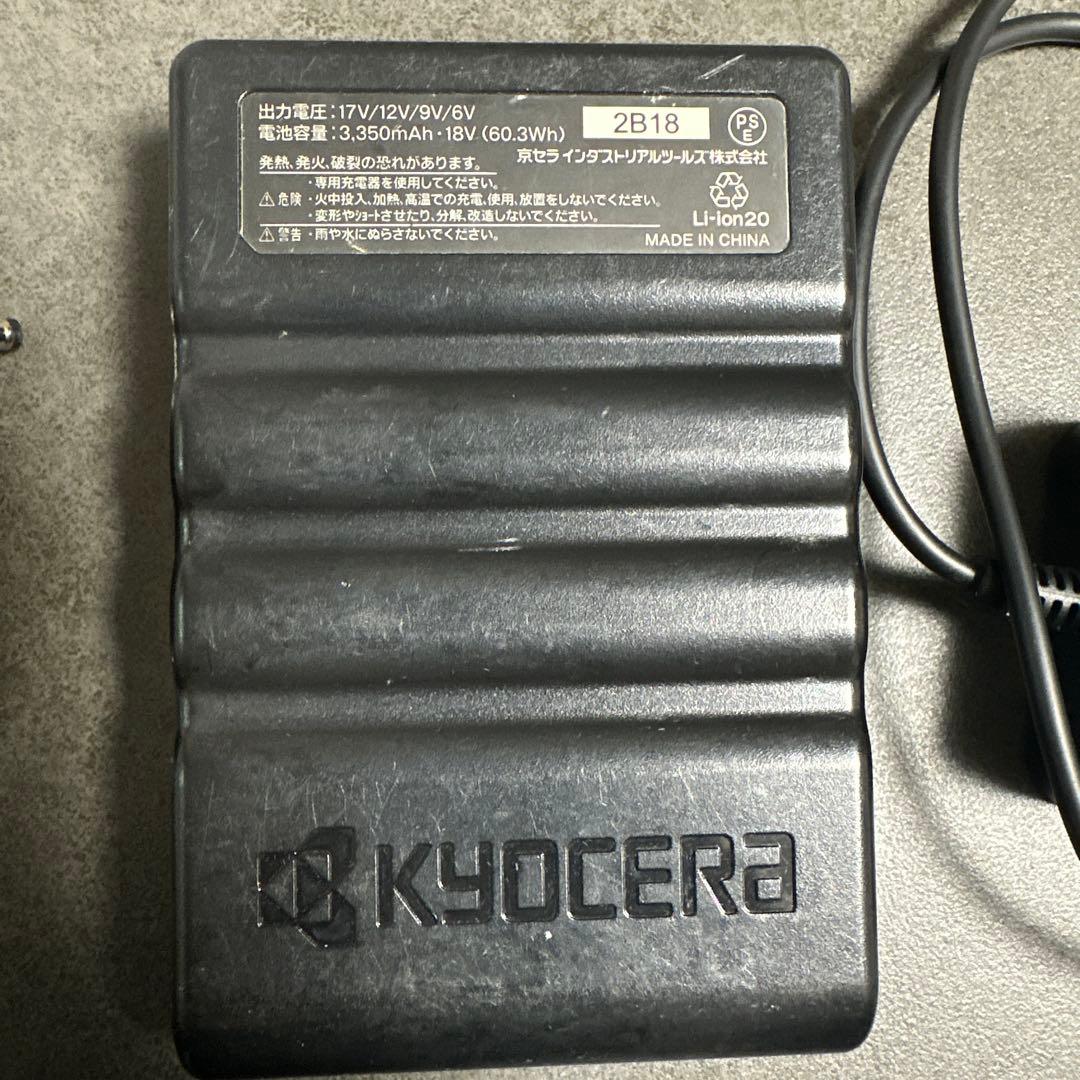 出力電圧:17V/12V/9V/6V
電池容量:3,350mAh・18V (60.3Wh)
2B18
PS
E
京セラ インダストリアルツールズ株式会社
発熱、発火、破裂の恐れがあります。
・専用充電器を使用してください。
⚠危険・火中投入、加熱、高温での充電、使用、放置をしないでください。
・変形やショートさせたり、分解、改造しないでください。
⚠警告・雨や水にぬらさないでください。
Li-ion20
MADE IN CHINA
KYOCERA